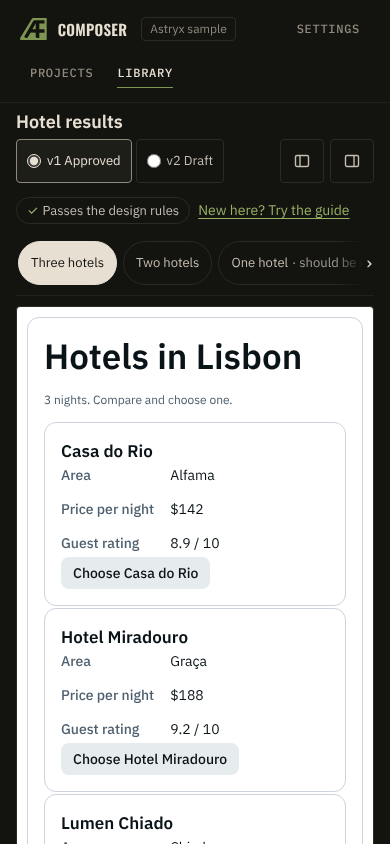 Æ COMPOSER Astryx sample SETTINGS
PROJECTS LIBRARY
Hotel results
v1 Approved v2 Draft
Passes the design rules New here? Try the guide
Three hotels Two hotels One hotel · should be
Hotels in Lisbon
3 nights. Compare and choose one.
Casa do Rio
Area Alfama
Price per night $142
Guest rating 8.9 / 10
Choose Casa do Rio
Hotel Miradouro
Area Graça
Price per night $188
Guest rating 9.2 / 10
Choose Hotel Miradouro
Lumen Chiado